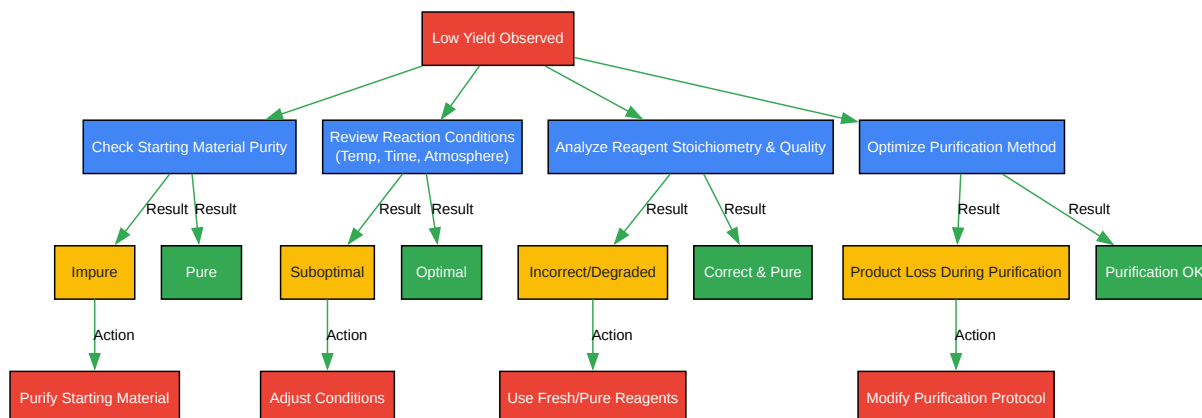 Low Yield Observed
Check Starting Material Purity
Review Reaction Conditions
(Temp, Time, Atmosphere)
Analyze Reagent Stoichiometry & Quality
Optimize Purification Method
Result
Result
Result
Result
Result
Result
Result
Result
Impure
Pure
Suboptimal
Optimal
Incorrect/Degraded
Correct & Pure
Product Loss During Purification
Purification OK
Action
Action
Action
Action
Purify Starting Material
Adjust Conditions
Use Fresh/Pure Reagents
Modify Purification Protocol